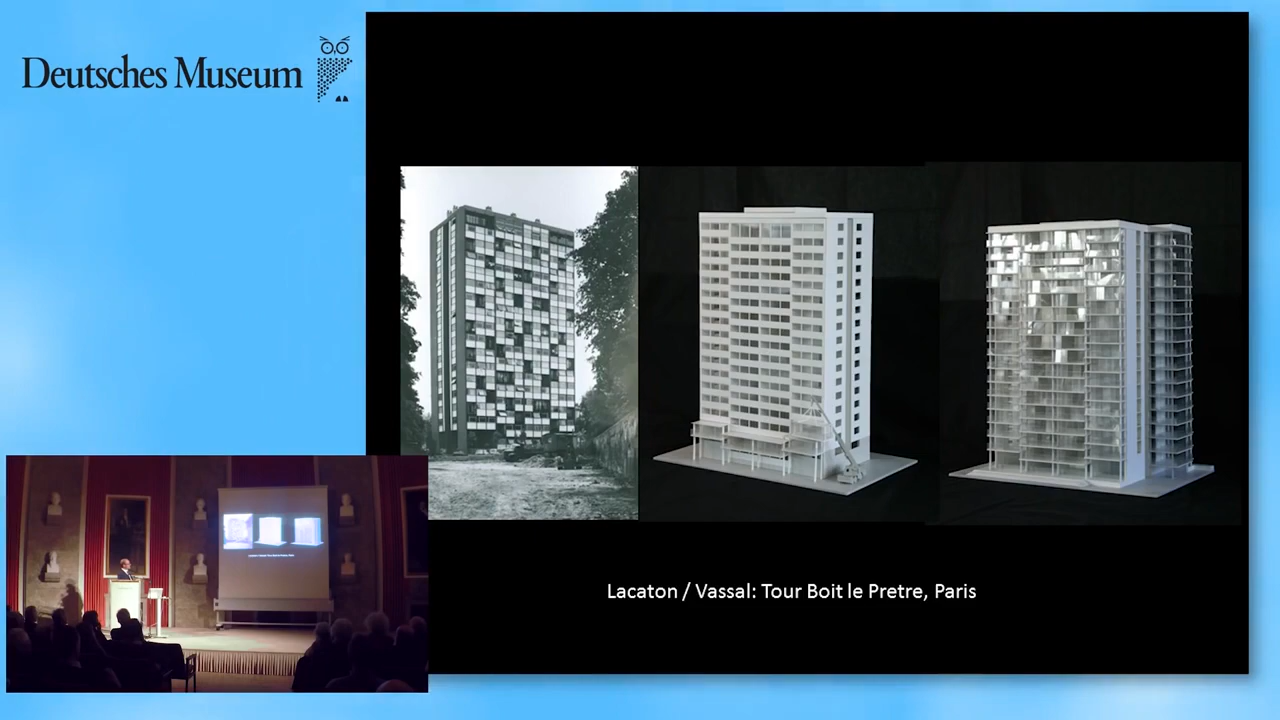 Deutsches Museum
Lacaton / Vassal: Tour Boit le Pretre, Paris